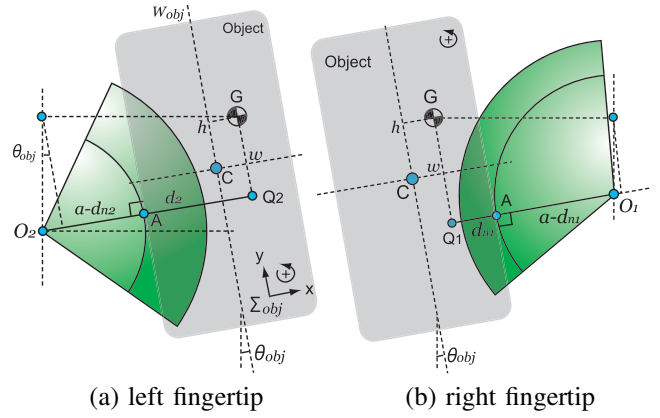 W_obj
Object
G
h
θ_obj
w
C
d_2
a-d_n2
A
Q2
O_2
y
x
Σ_obj
θ_obj
(a) left fingertip
Object
G
h
w
C
A
O_1
Q1
d_n1
a-d_n1
θ_obj
(b) right fingertip